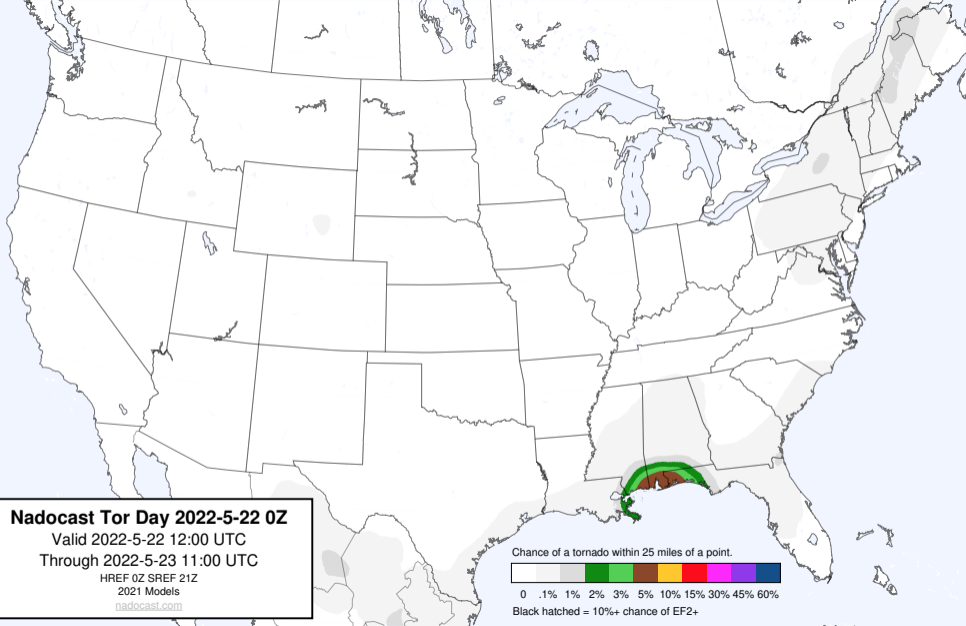 Nadocast Tor Day 2022-5-22 0Z
Valid 2022-5-22 12:00 UTC
Through 2022-5-23 11:00 UTC
HREF 0Z SREF 21Z
2021 Models
nadocast.com
Chance of a tornado within 25 miles of a point.
0 .1% 1% 2% 3% 5% 10% 15% 30% 45% 60%
Black hatched = 10%+ chance of EF2+